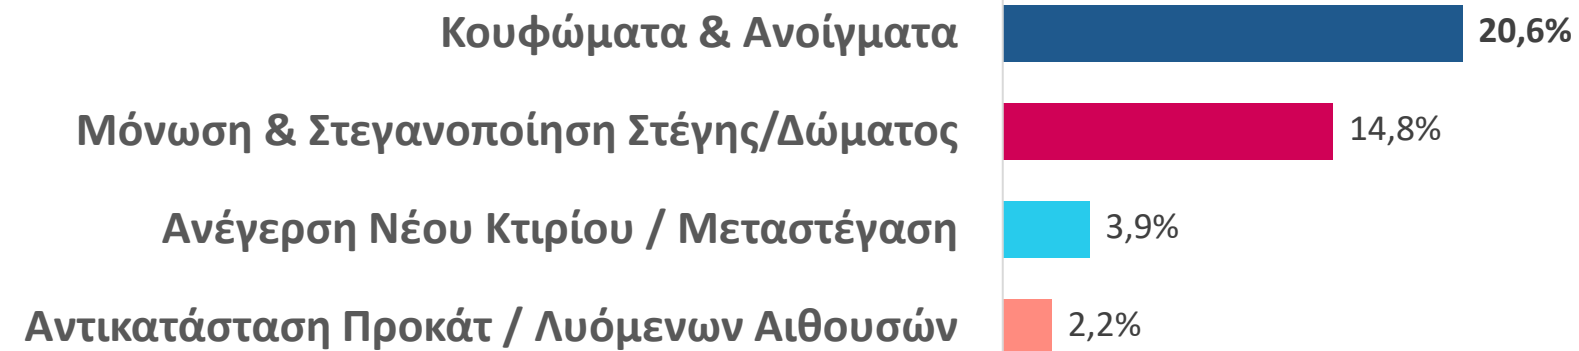 Κουφώματα & Ανοίγματα 20,6%
Μόνωση & Στεγανοποίηση Στέγης/Δώματος 14,8%
Ανέγερση Νέου Κτιρίου / Μεταστέγαση 3,9%
Αντικατάσταση Προκάτ / Λυόμενων Αιθουσών 2,2%